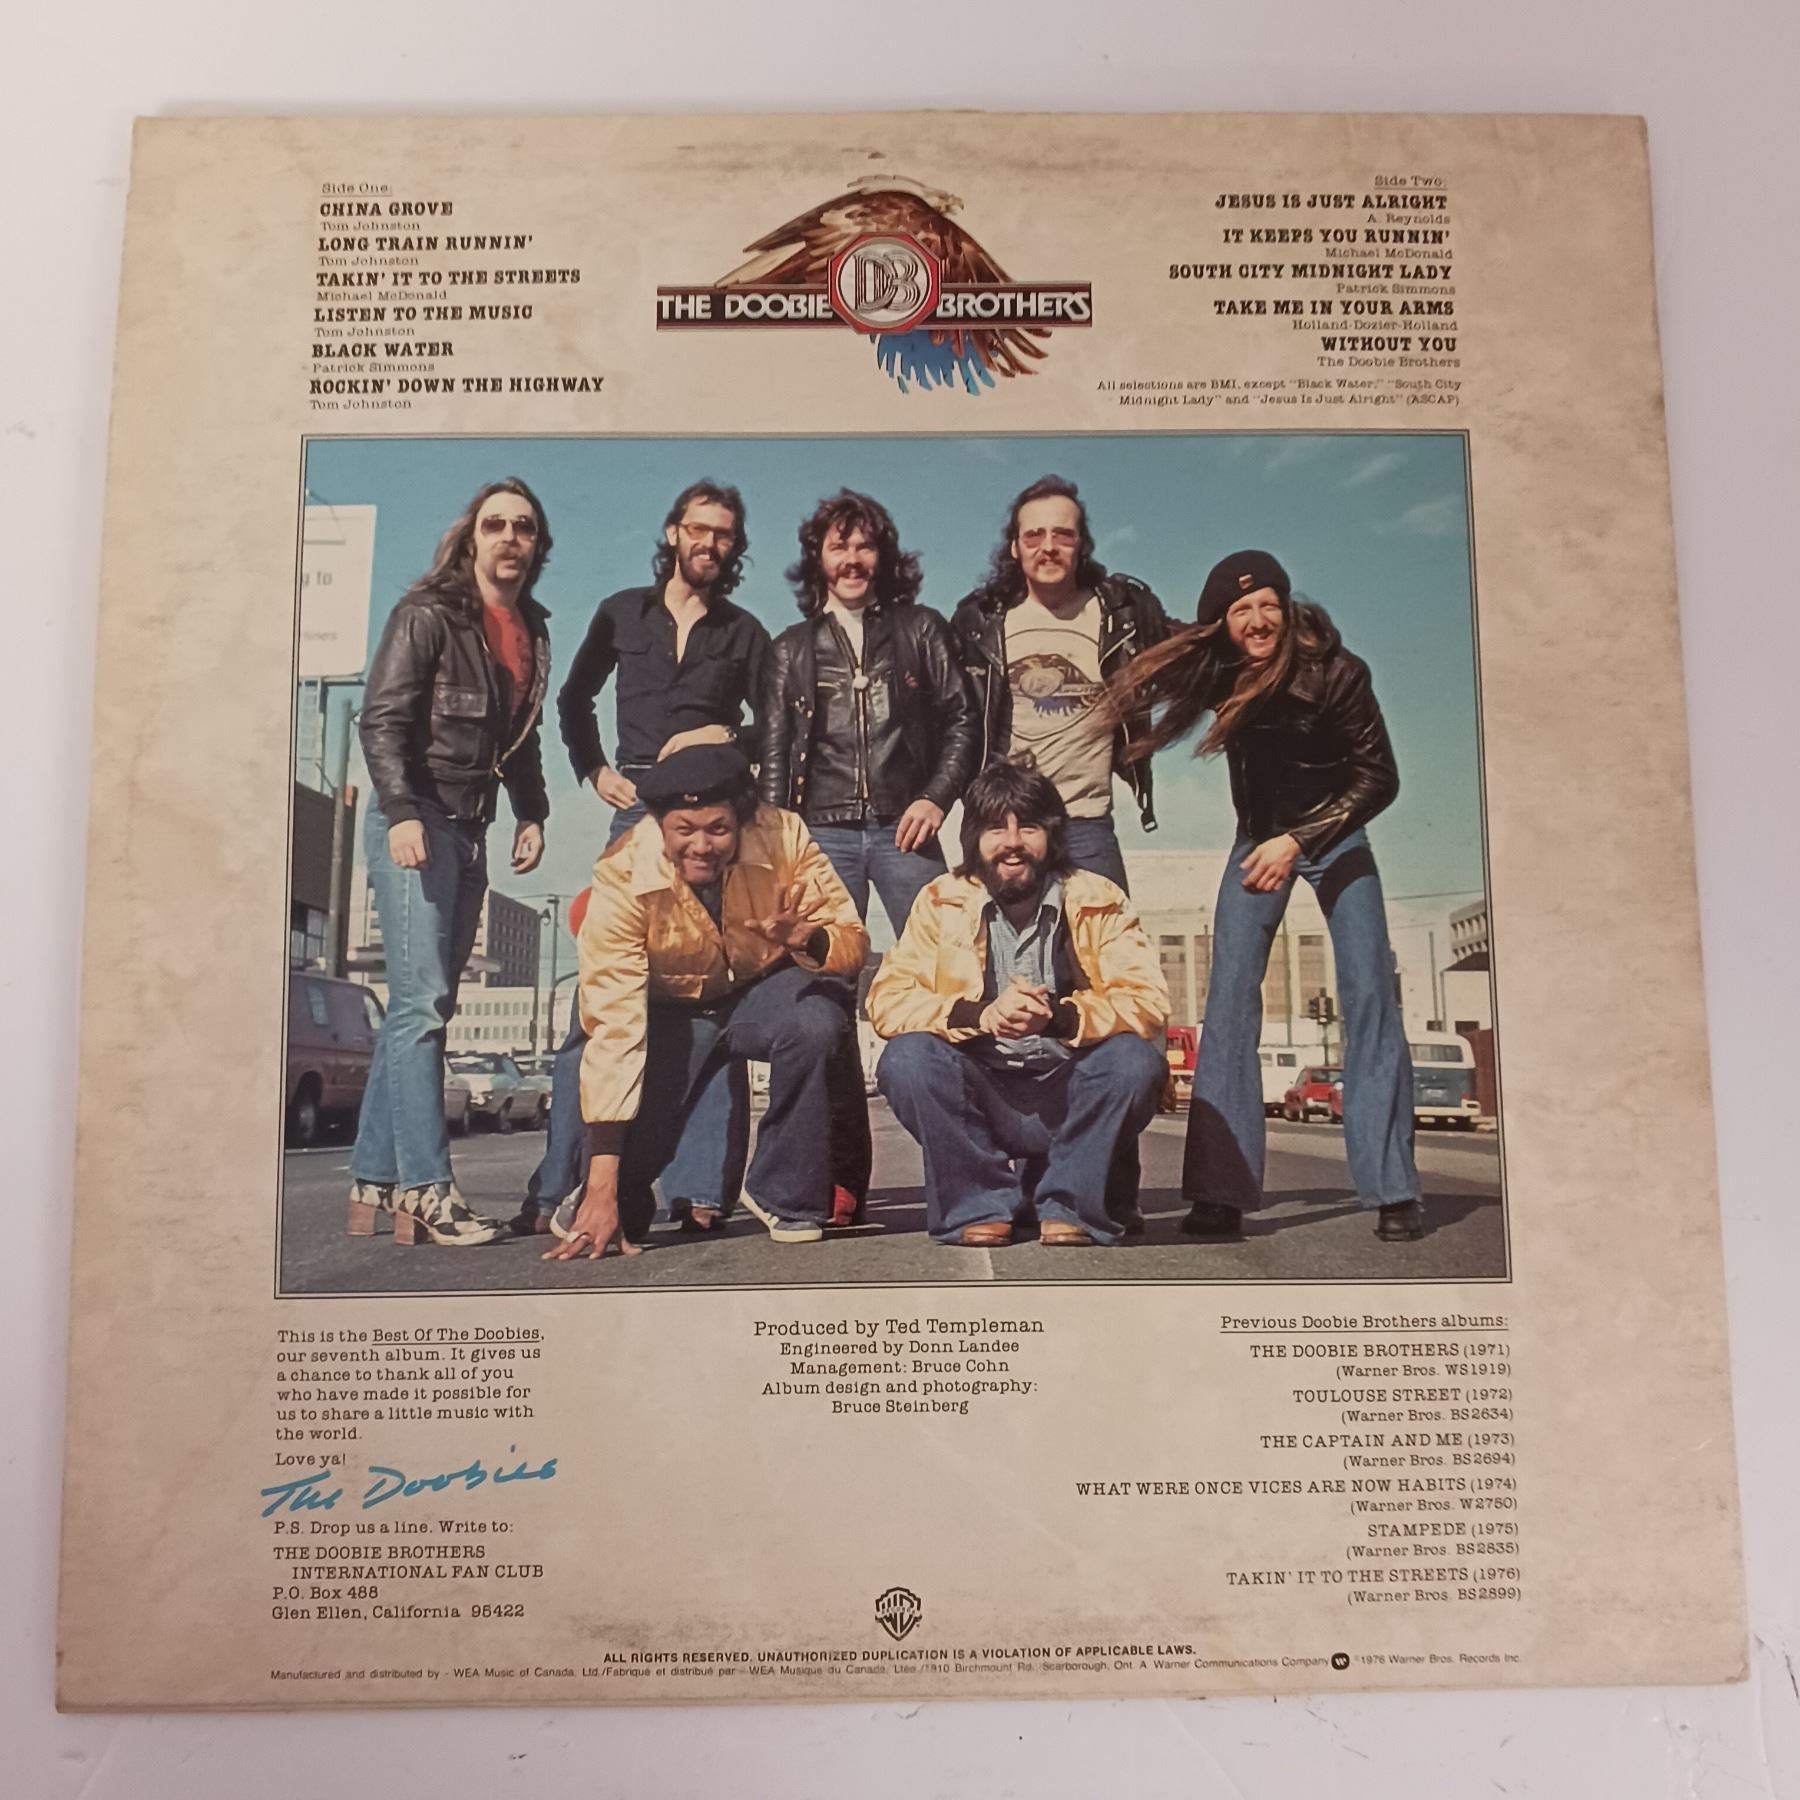 Side One:
CHINA GROVE
Tom Johnston
LONG TRAIN RUNNIN'
Tom Johnston
TAKIN' IT TO THE STREETS
Michael McDonald
LISTEN TO THE MUSIC
Tom Johnston
BLACK WATER
Patrick Simmons
ROCKIN' DOWN THE HIGHWAY
Tom Johnston
THE DOOBIE DB BROTHERS
Side Two:
JESUS IS JUST ALRIGHT
A. Reynolds
IT KEEPS YOU RUNNIN'
Michael McDonald
SOUTH CITY MIDNIGHT LADY
Patrick Simmons
TAKE ME IN YOUR ARMS
Holland-Dozier-Holland
WITHOUT YOU
The Doobie Brothers
All selections are BMI, except "Black Water," "South City
Midnight Lady" and "Jesus Is Just Alright" (ASCAP).
to
This is the Best Of The Doobies,
our seventh album. It gives us
a chance to thank all of you
who have made it possible for
us to share a little music with
the world.
Love ya!
The Doobies
P.S. Drop us a line. Write to:
THE DOOBIE BROTHERS
INTERNATIONAL FAN CLUB
P.O. Box 488
Glen Ellen, California 95422
Produced by Ted Templeman
Engineered by Donn Landee
Management: Bruce Cohn
Album design and photography:
Bruce Steinberg
Previous Doobie Brothers albums:
THE DOOBIE BROTHERS (1971)
(Warner Bros. WS1919)
TOULOUSE STREET (1972)
(Warner Bros. BS2634)
THE CAPTAIN AND ME (1973)
(Warner Bros. BS2694)
WHAT WERE ONCE VICES ARE NOW HABITS (1974)
(Warner Bros. W2750)
STAMPEDE (1975)
(Warner Bros. BS2835)
TAKIN' IT TO THE STREETS (1976)
(Warner Bros. BS2899)
ALL RIGHTS RESERVED. UNAUTHORIZED DUPLICATION IS A VIOLATION OF APPLICABLE LAWS.
Manufactured and distributed by - WEA Music of Canada, Ltd./Fabriqué et distribué par - WEA Musique du Canada, Ltée./1810 Birchmount Rd. Scarborough, Ont. A Warner Communications Company ©1976 Warner Bros. Records Inc.